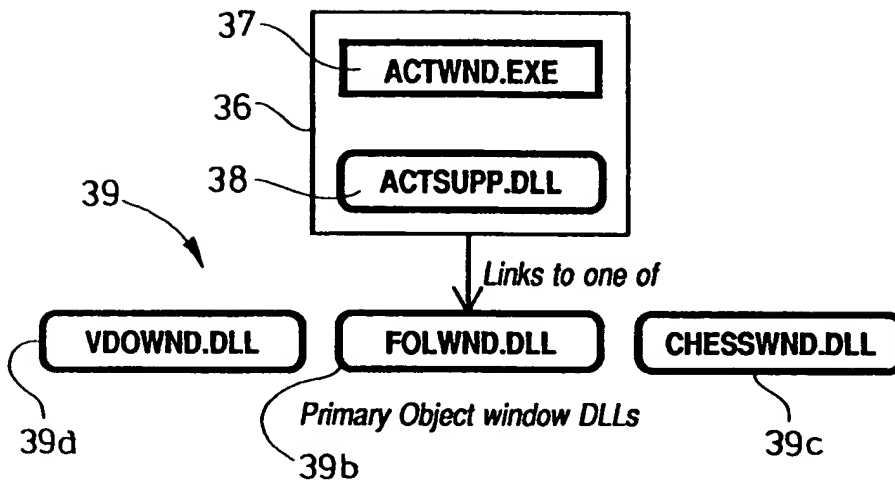 37
ACTWND.EXE
36
38
ACTSUPP.DLL
39
Links to one of
VDOWND.DLL
FOLWND.DLL
CHESSWND.DLL
39d
39b
Primary Object window DLLs
39c